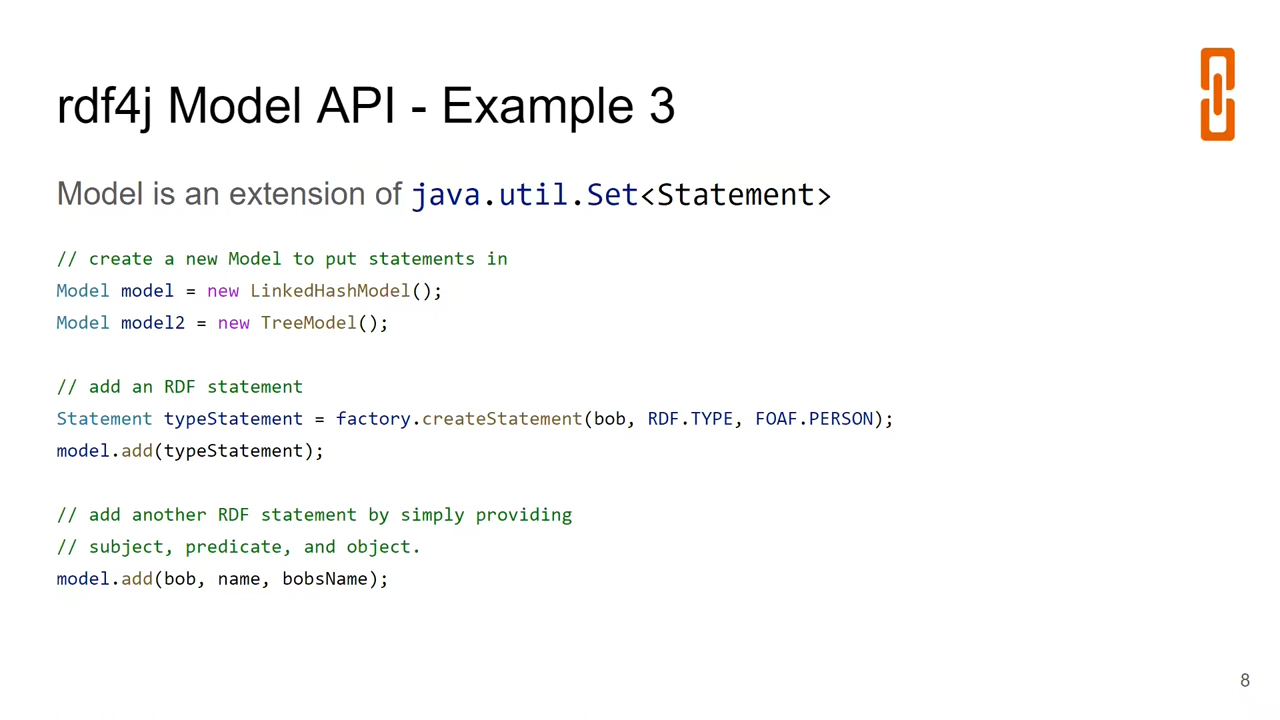 rdf4j Model API - Example 3
Model is an extension of java.util.Set<Statement>
// create a new Model to put statements in
Model model = new LinkedHashModel();
Model model2 = new TreeModel();
// add an RDF statement
Statement typeStatement = factory.createStatement(bob, RDF.TYPE, FOAF.PERSON);
model.add(typeStatement);
// add another RDF statement by simply providing
// subject, predicate, and object.
model.add(bob, name, bobsName);
8